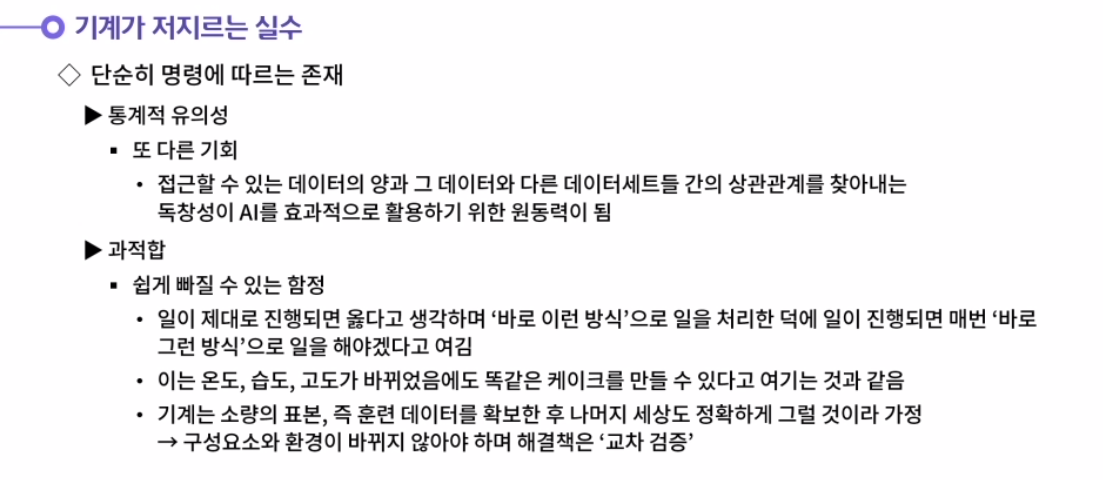 기계가 저지르는 실수
◇ 단순히 명령에 따르는 존재
▶ 통계적 유의성
▪ 또 다른 기회
• 접근할 수 있는 데이터의 양과 그 데이터와 다른 데이터세트들 간의 상관관계를 찾아내는
독창성이 AI를 효과적으로 활용하기 위한 원동력이 됨
▶ 과적합
▪ 쉽게 빠질 수 있는 함정
• 일이 제대로 진행되면 옳다고 생각하며 ‘바로 이런 방식’으로 일을 처리한 덕에 일이 진행되면 매번 ‘바로
그런 방식’으로 일을 해야겠다고 여김
• 이는 온도, 습도, 고도가 바뀌었음에도 똑같은 케이크를 만들 수 있다고 여기는 것과 같음
• 기계는 소량의 표본, 즉 훈련 데이터를 확보한 후 나머지 세상도 정확하게 그럴 것이라 가정
→ 구성요소와 환경이 바뀌지 않아야 하며 해결책은 ‘교차 검증’